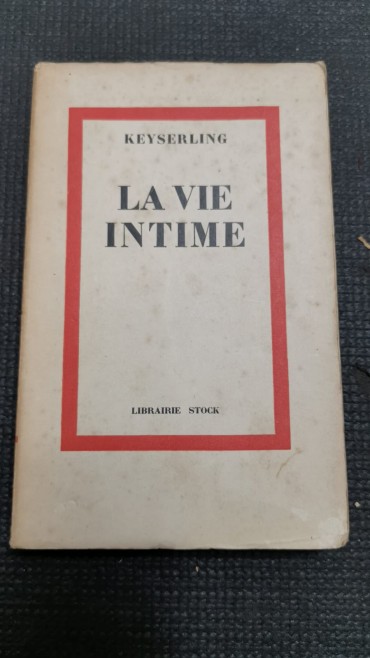 KEYSERLING
LA VIE
INTIME
LIBRAIRIE STOCK